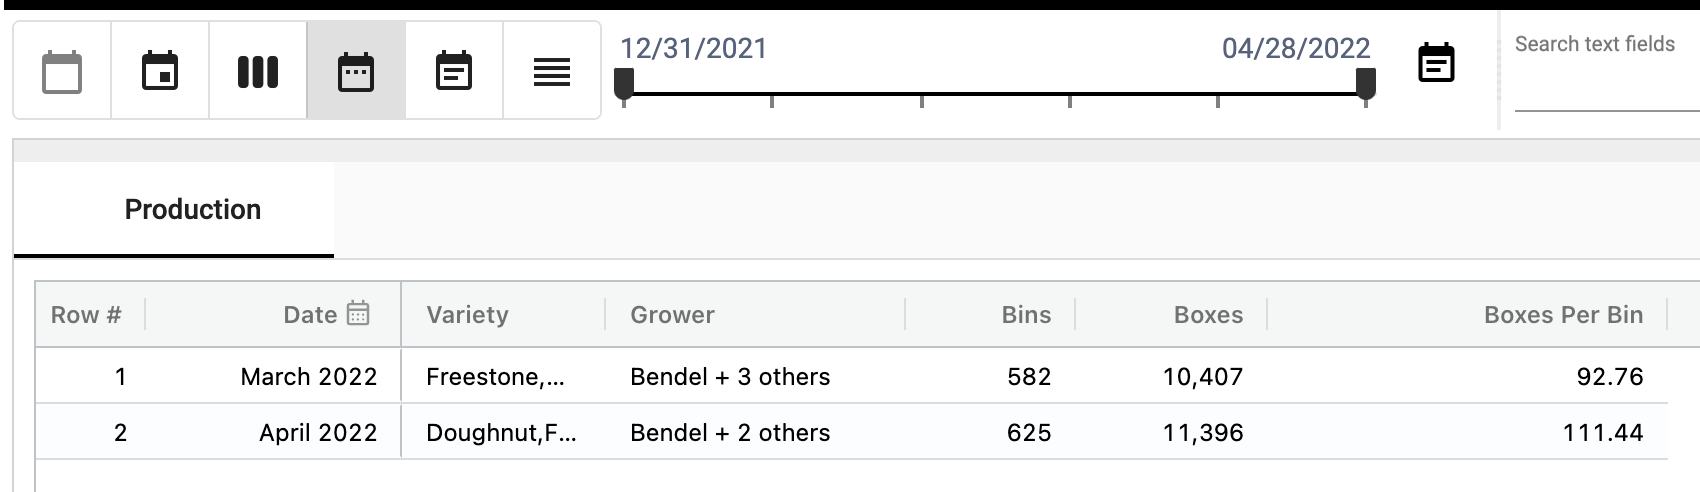 12/31/2021 04/28/2022 Search text fields
Production
Row # Date Variety Grower Bins Boxes Boxes Per Bin
1 March 2022 Freestone,... Bendel + 3 others 582 10,407 92.76
2 April 2022 Doughnut,F... Bendel + 2 others 625 11,396 111.44